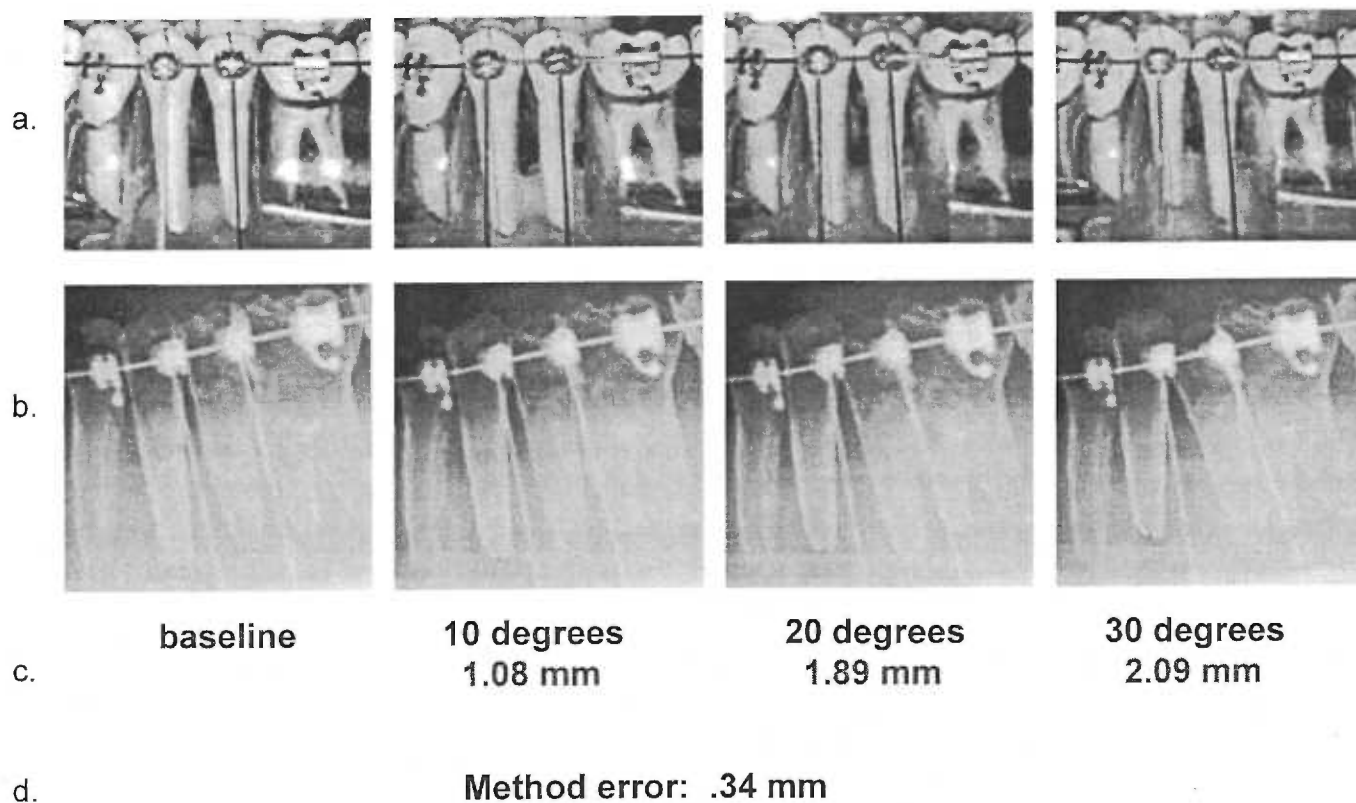 a.
b.
baseline
10 degrees
20 degrees
30 degrees
c.
1.08 mm
1.89 mm
2.09 mm
d.
Method error: .34 mm